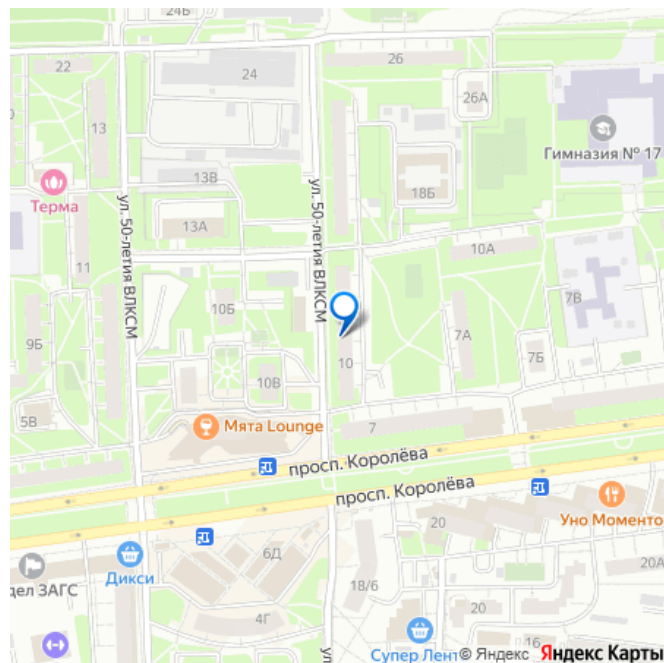 24Б
22
24
26
26А
13
Гимназия № 17
13В
18Б
Терма
ул. 50-летия ВЛКСМ
13А
10А
11
ул. 50-летия ВЛКСМ
10Б
7В
9Б
7А
7Б
10
10В
5В
Мята Lounge
7
просп. Королёва
просп. Королёва
Уно Моменто
20
6Д
дел ЗАГС
Дикси
18/6
20А
4Г
20
16
Супер Лент
© Яндекс Яндекс Карты